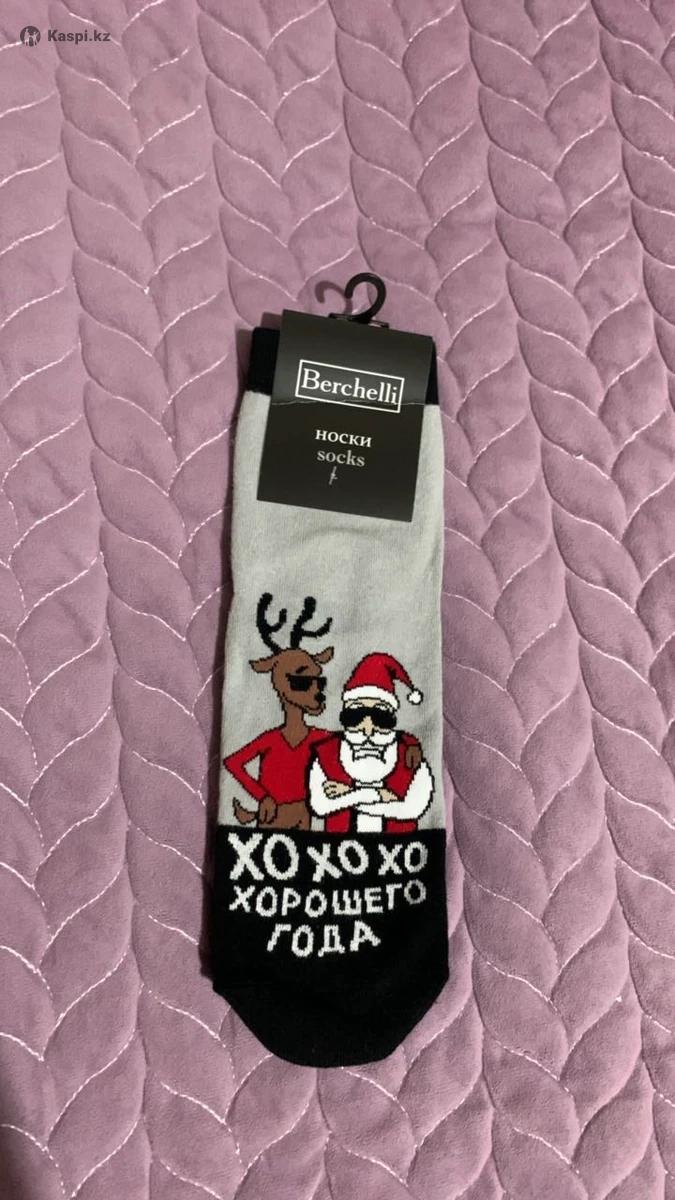 Kaspi.kz
Berchelli
носки
socks
ХО ХО ХО
ХОРОШЕГО
ГОДА